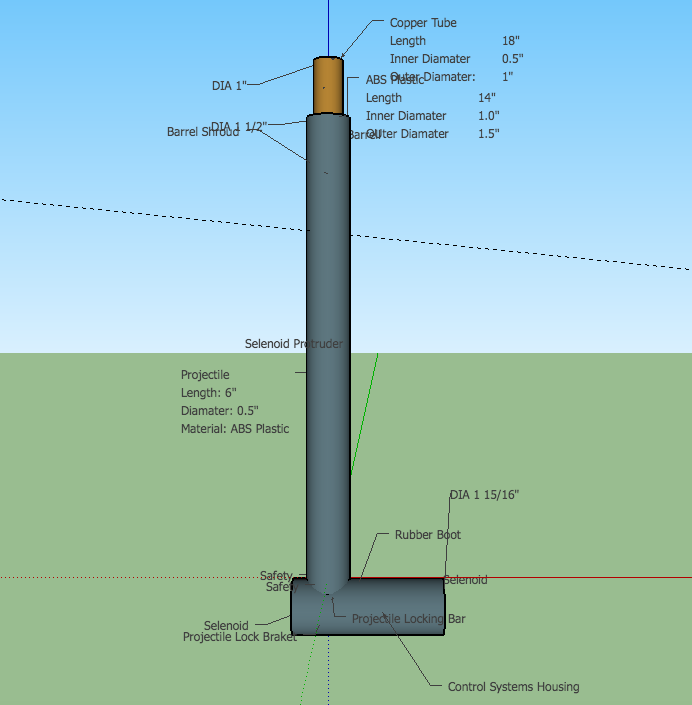 Copper Tube
Length 18"
Inner Diamater 0.5"
Outer Diamater: 1"
DIA 1"
ABS Plastic
Length 14"
Inner Diamater 1.0"
Outer Diamater 1.5"
DIA 1 1/2"
Barrel Shroud
Barrel
Selenoid Protruder
Projectile
Length: 6"
Diamater: 0.5"
Material: ABS Plastic
DIA 1 15/16"
Rubber Boot
Safety
Selenoid
Safety
Projectile Locking Bar
Selenoid
Projectile Lock Braket
Control Systems Housing